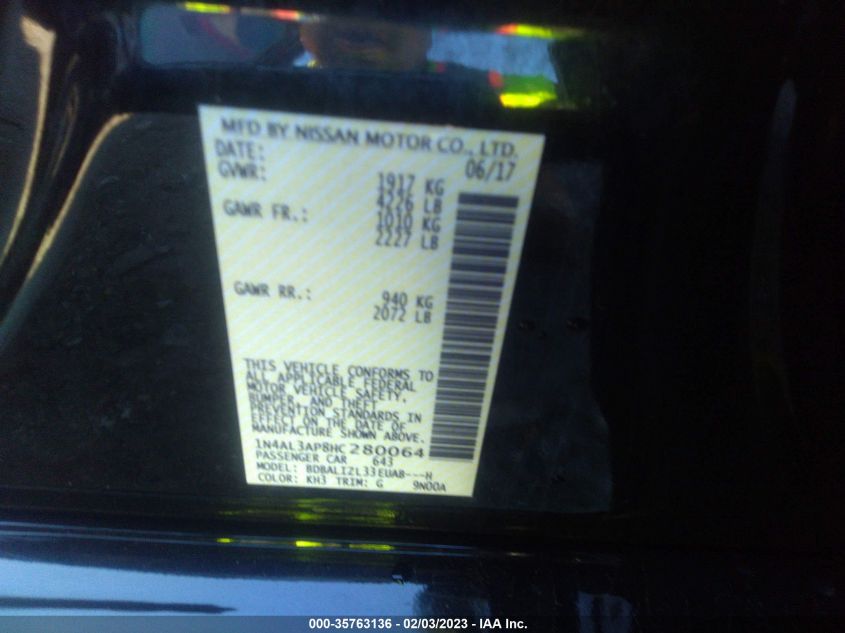 MFD BY NISSAN MOTOR CO., LTD.
DATE: 06/17
GVWR: 1917 KG
4226 LB
GAWR FR.: 1010 KG
2227 LB
GAWR RR.: 940 KG
2072 LB
THIS VEHICLE CONFORMS TO
ALL APPLICABLE FEDERAL
MOTOR VEHICLE SAFETY,
BUMPER, AND THEFT
PREVENTION STANDARDS IN
EFFECT ON THE DATE OF
MANUFACTURE SHOWN ABOVE.
1N4AL3AP8HC280064
PASSENGER CAR 643
MODEL: BDBALIZL33EUAB---H
COLOR: KH3 TRIM: G 9N00A
000-35763136 - 02/03/2023 - IAA Inc.